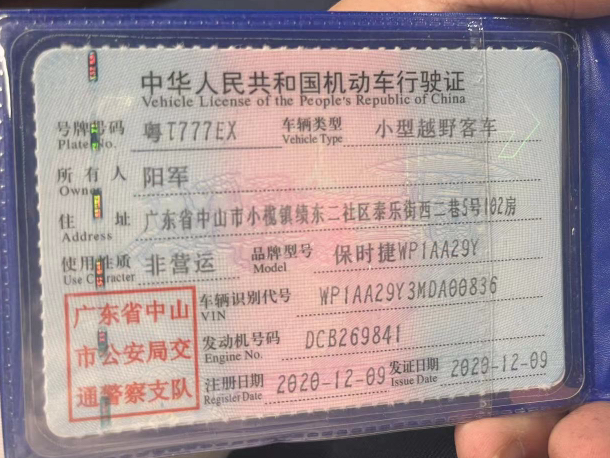 中华人民共和国机动车行驶证
Vehicle License of the People's Republic of China
号牌号码 粤T777EX 车辆类型 小型越野客车
Plate No. Vehicle Type
所有人 阳军
Owner
住址 广东省中山市小榄镇绩东二社区泰乐街西二巷5号102房
Address
使用性质 非营运 品牌型号 保时捷WP1AA29Y
Use Character Model
广东省中山市公安局交通警察支队
车辆识别代号 WP1AA29Y3MDA00836
VIN
发动机号码 DCB269841
Engine No.
注册日期 2020-12-09 发证日期 2020-12-09
Register Date Issue Date